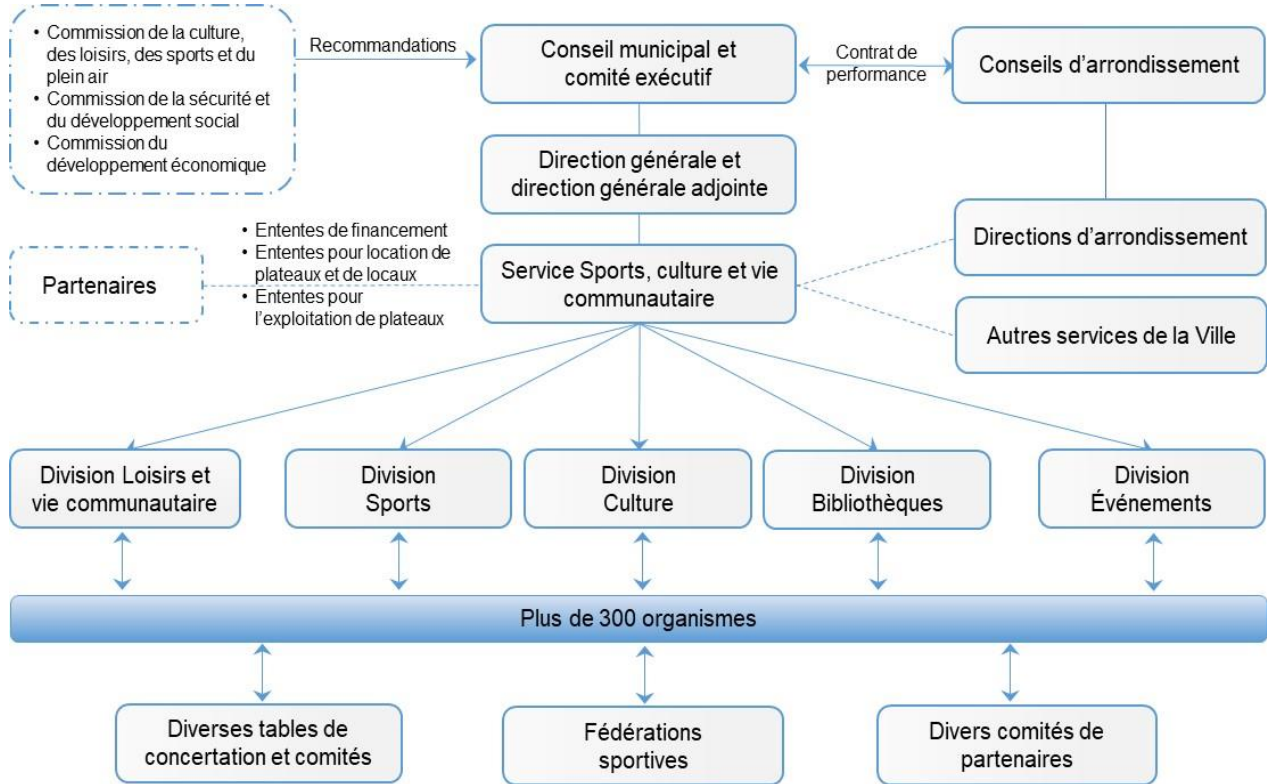 • Commission de la culture,
des loisirs, des sports et du
plein air
• Commission de la sécurité et
du développement social
• Commission du
développement économique
Recommandations
Conseil municipal et
comité exécutif
Contrat de
performance
Conseils d'arrondissement
Direction générale et
direction générale adjointe
Partenaires
• Ententes de financement
• Ententes pour location de
plateaux et de locaux
• Ententes pour
l'exploitation de plateaux
Service Sports, culture et vie
communautaire
Directions d'arrondissement
Autres services de la Ville
Division Loisirs et
vie communautaire
Division
Sports
Division
Culture
Division
Bibliothèques
Division
Événements
Plus de 300 organismes
Diverses tables de
concertation et comités
Fédérations
sportives
Divers comités de
partenaires